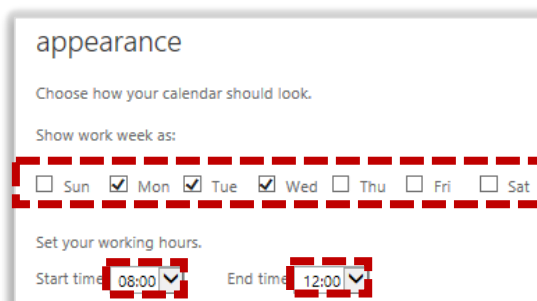 appearance
Choose how your calendar should look.
Show work week as:
Sun Mon Tue Wed Thu Fri Sat
Set your working hours.
Start time 08:00 End time 12:00